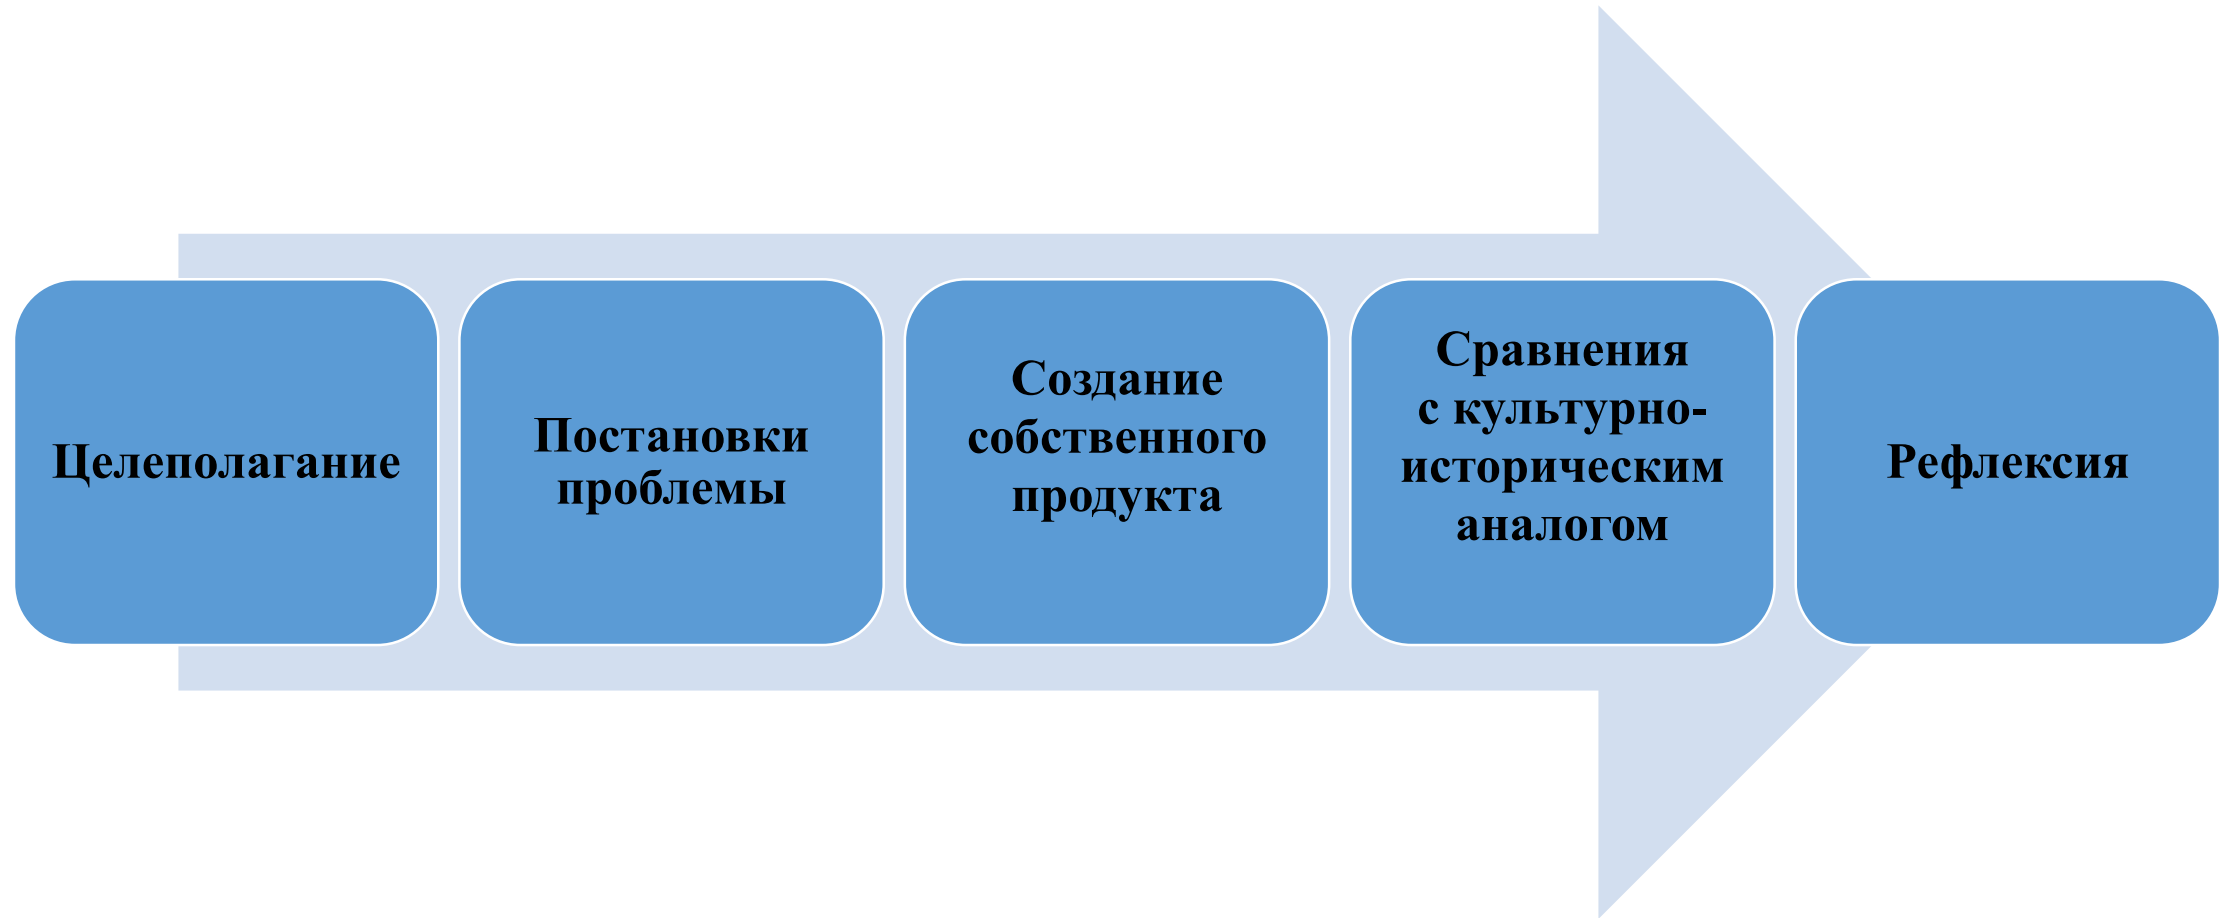 Целеполагание
Постановки
проблемы
Создание
собственного
продукта
Сравнения
с культурно-
историческим
аналогом
Рефлексия